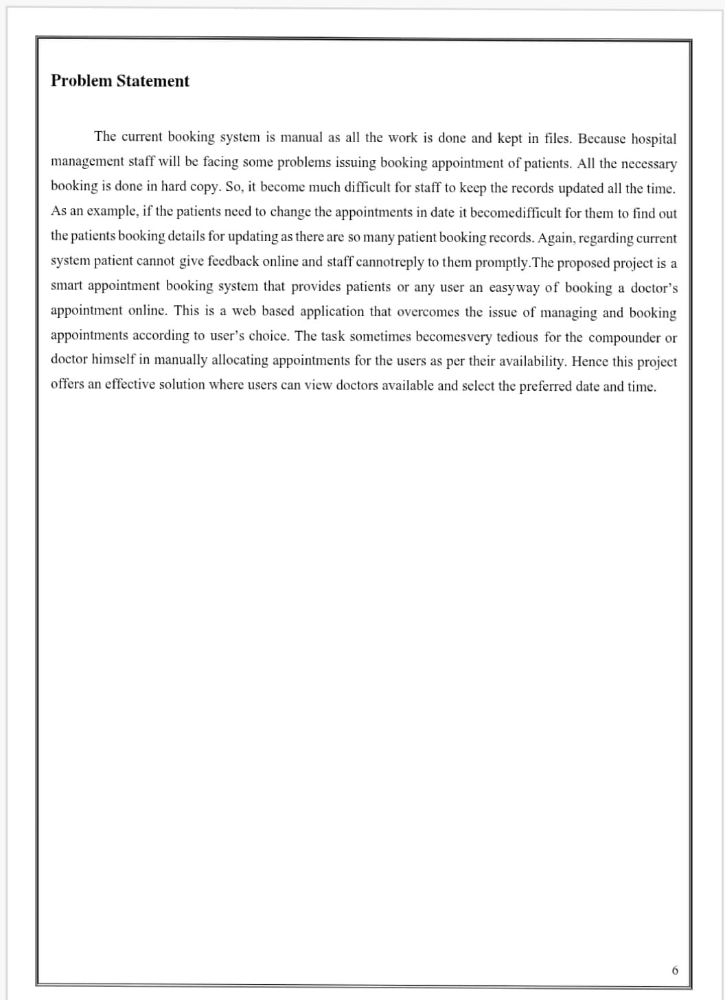 Problem Statement
The current booking system is manual as all the work is done and kept in files. Because hospital
management staff will be facing some problems issuing booking appointment of patients. All the necessary
booking is done in hard copy. So, it become much difficult for staff to keep the records updated all the time.
As an example, if the patients need to change the appointments in date it becomedifficult for them to find out
the patients booking details for updating as there are so many patient booking records. Again, regarding current
system patient cannot give feedback online and staff cannotreply to them promptly.The proposed project is a
smart appointment booking system that provides patients or any user an easyway of booking a doctor’s
appointment online. This is a web based application that overcomes the issue of managing and booking
appointments according to user’s choice. The task sometimes becomesvery tedious for the compounder or
doctor himself in manually allocating appointments for the users as per their availability. Hence this project
offers an effective solution where users can view doctors available and select the preferred date and time.
6